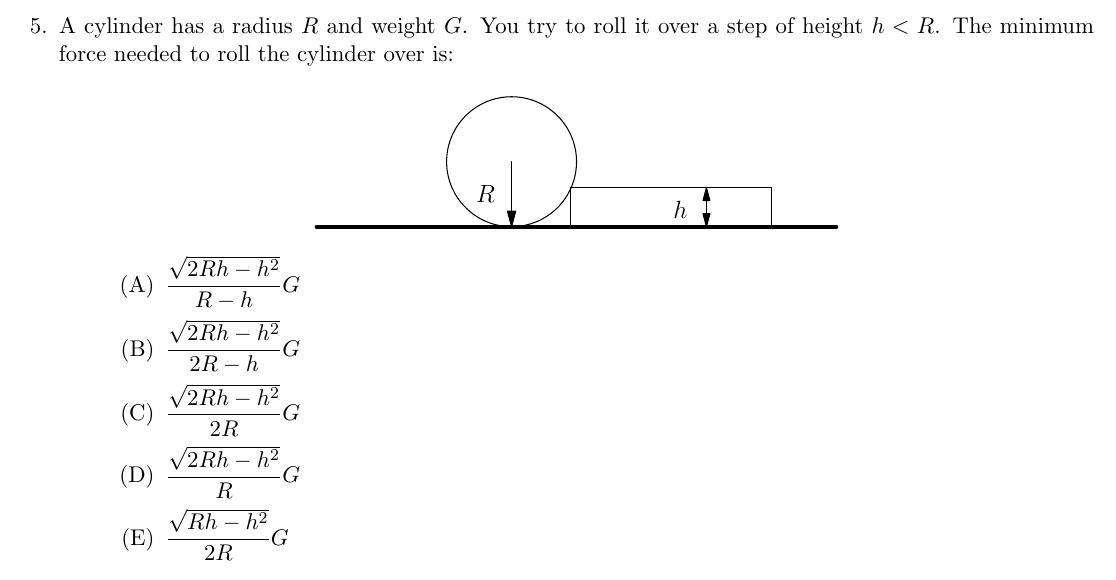 5. A cylinder has a radius R and weight G. You try to roll it over a step of height h < R. The minimum
force needed to roll the cylinder over is:
R
h
(A) \frac{\sqrt{2Rh − h^2}}{R − h}G
(B) \frac{\sqrt{2Rh − h^2}}{2R − h}G
(C) \frac{\sqrt{2Rh − h^2}}{2R}G
(D) \frac{\sqrt{2Rh − h^2}}{R}G
(E) \frac{\sqrt{Rh − h^2}}{2R}G